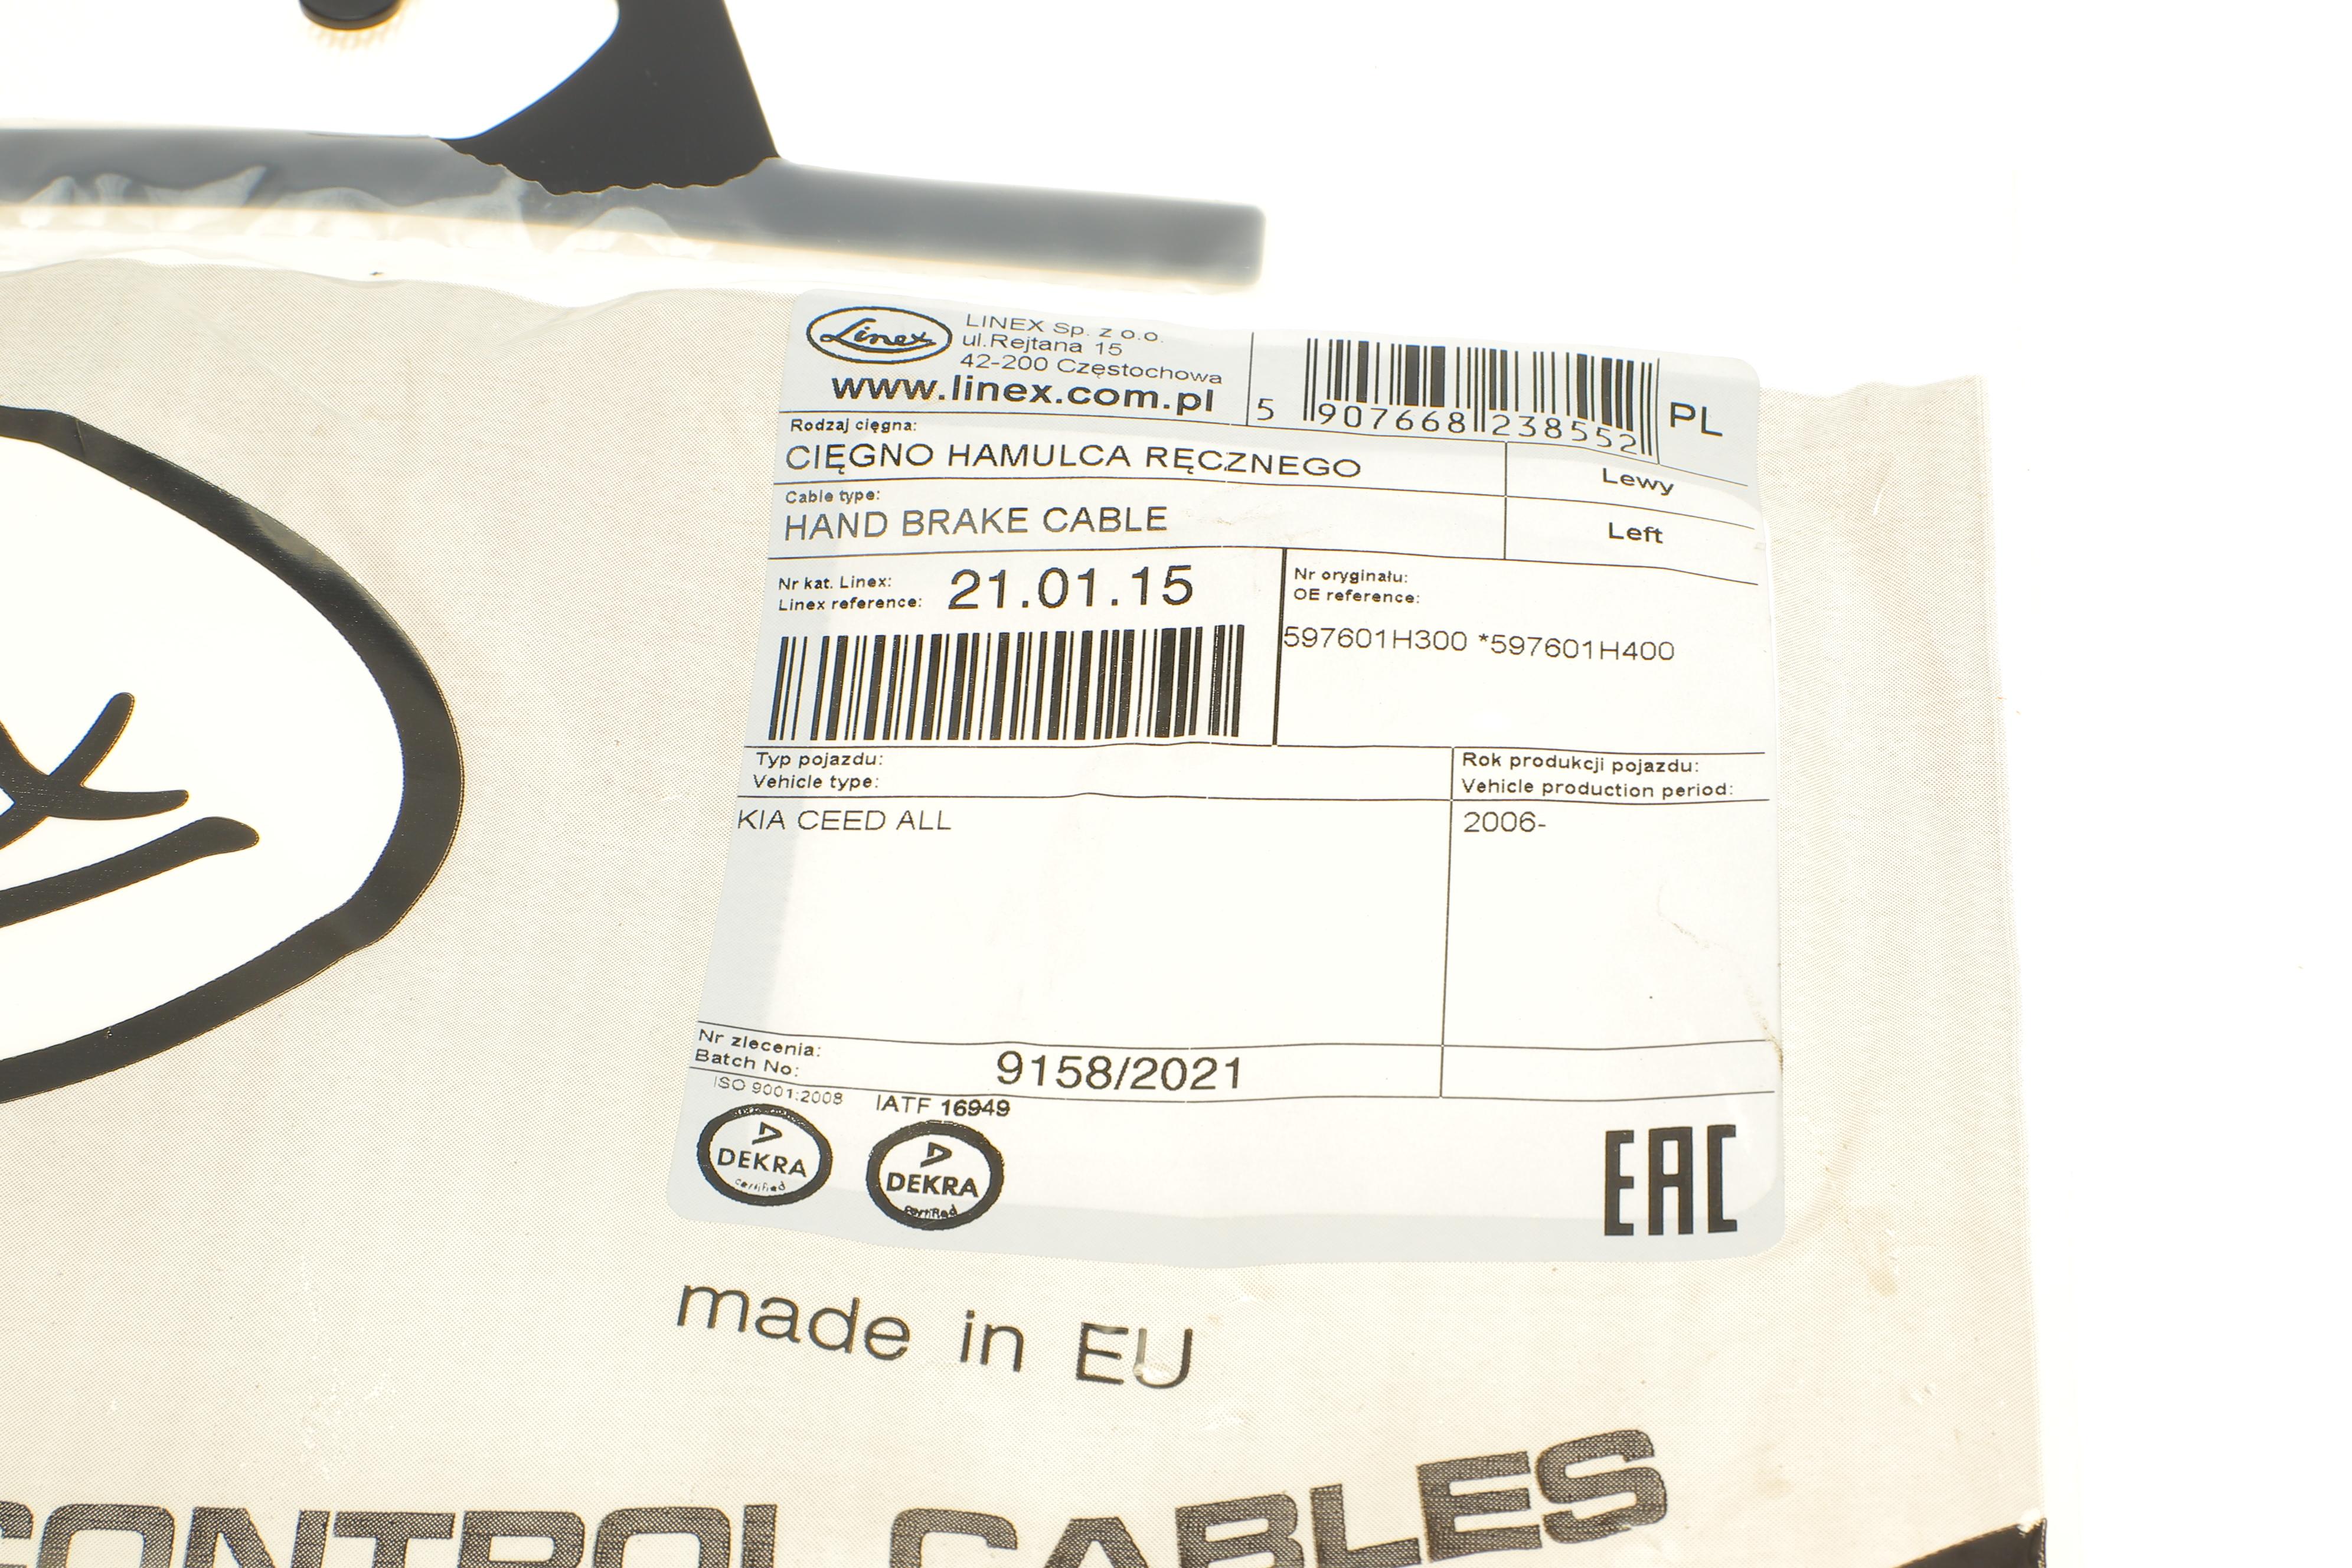 Linex
LINEX Sp. z o.o.
ul.Rejtana 15
42-200 Częstochowa
www.linex.com.pl
5 907668 238552
PL
Rodzaj cięgna:
CIĘGNO HAMULCA RĘCZNEGO
Lewy
Cable type:
HAND BRAKE CABLE
Left
Nr kat. Linex:
Linex reference:
21.01.15
Nr oryginału:
OE reference:
597601H300 *597601H400
Typ pojazdu:
Vehicle type:
Rok produkcji pojazdu:
Vehicle production period:
KIA CEED ALL
2006-
Nr zlecenia:
Batch No:
9158/2021
ISO 9001:2008
IATF 16949
DEKRA
certified
DEKRA
certified
EAC
made in EU
CONTROL CABLES